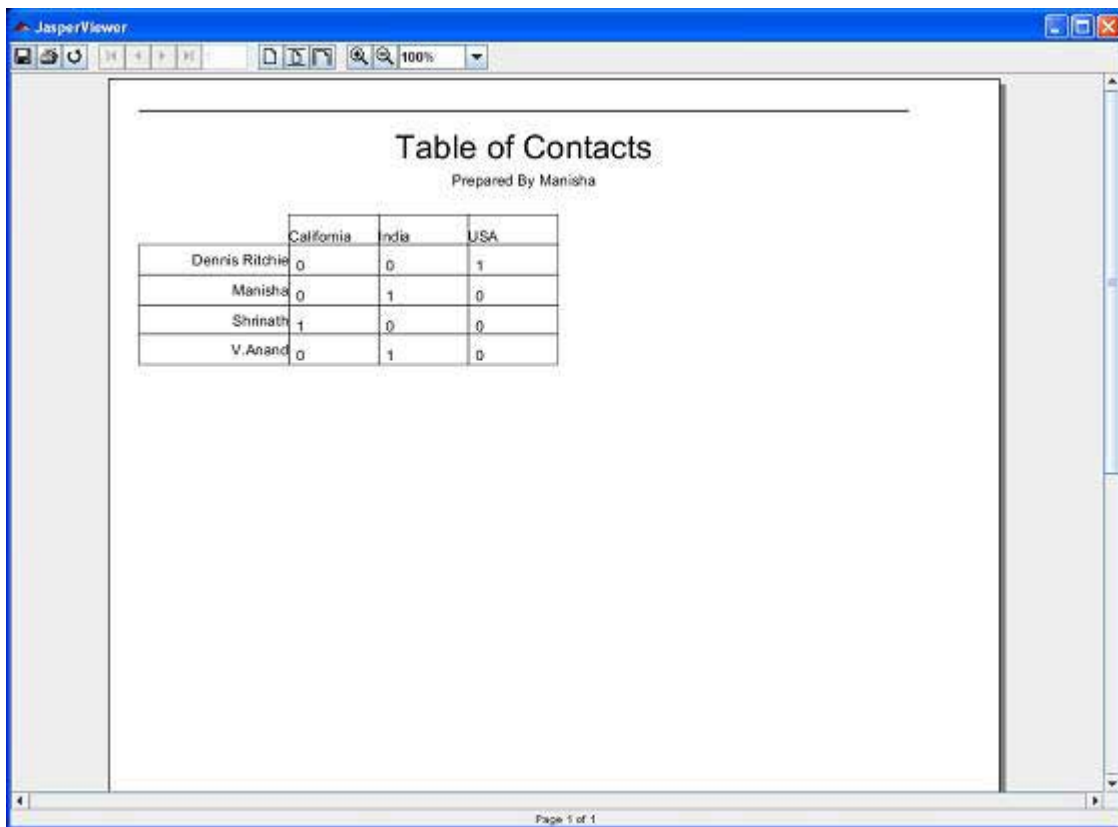 JasperViewer
100%
Table of Contacts
Prepared By Manisha
California India USA
Dennis Ritchie 0 0 1
Manisha 0 1 0
Shrinath 1 0 0
V.Anand 0 1 0
Page 1 of 1